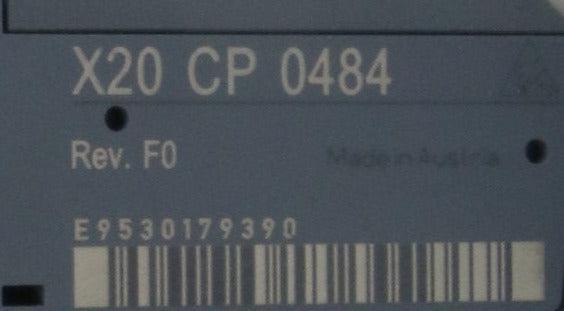 X20 CP 0484
Rev. F0
Made in Austria
E9530179390